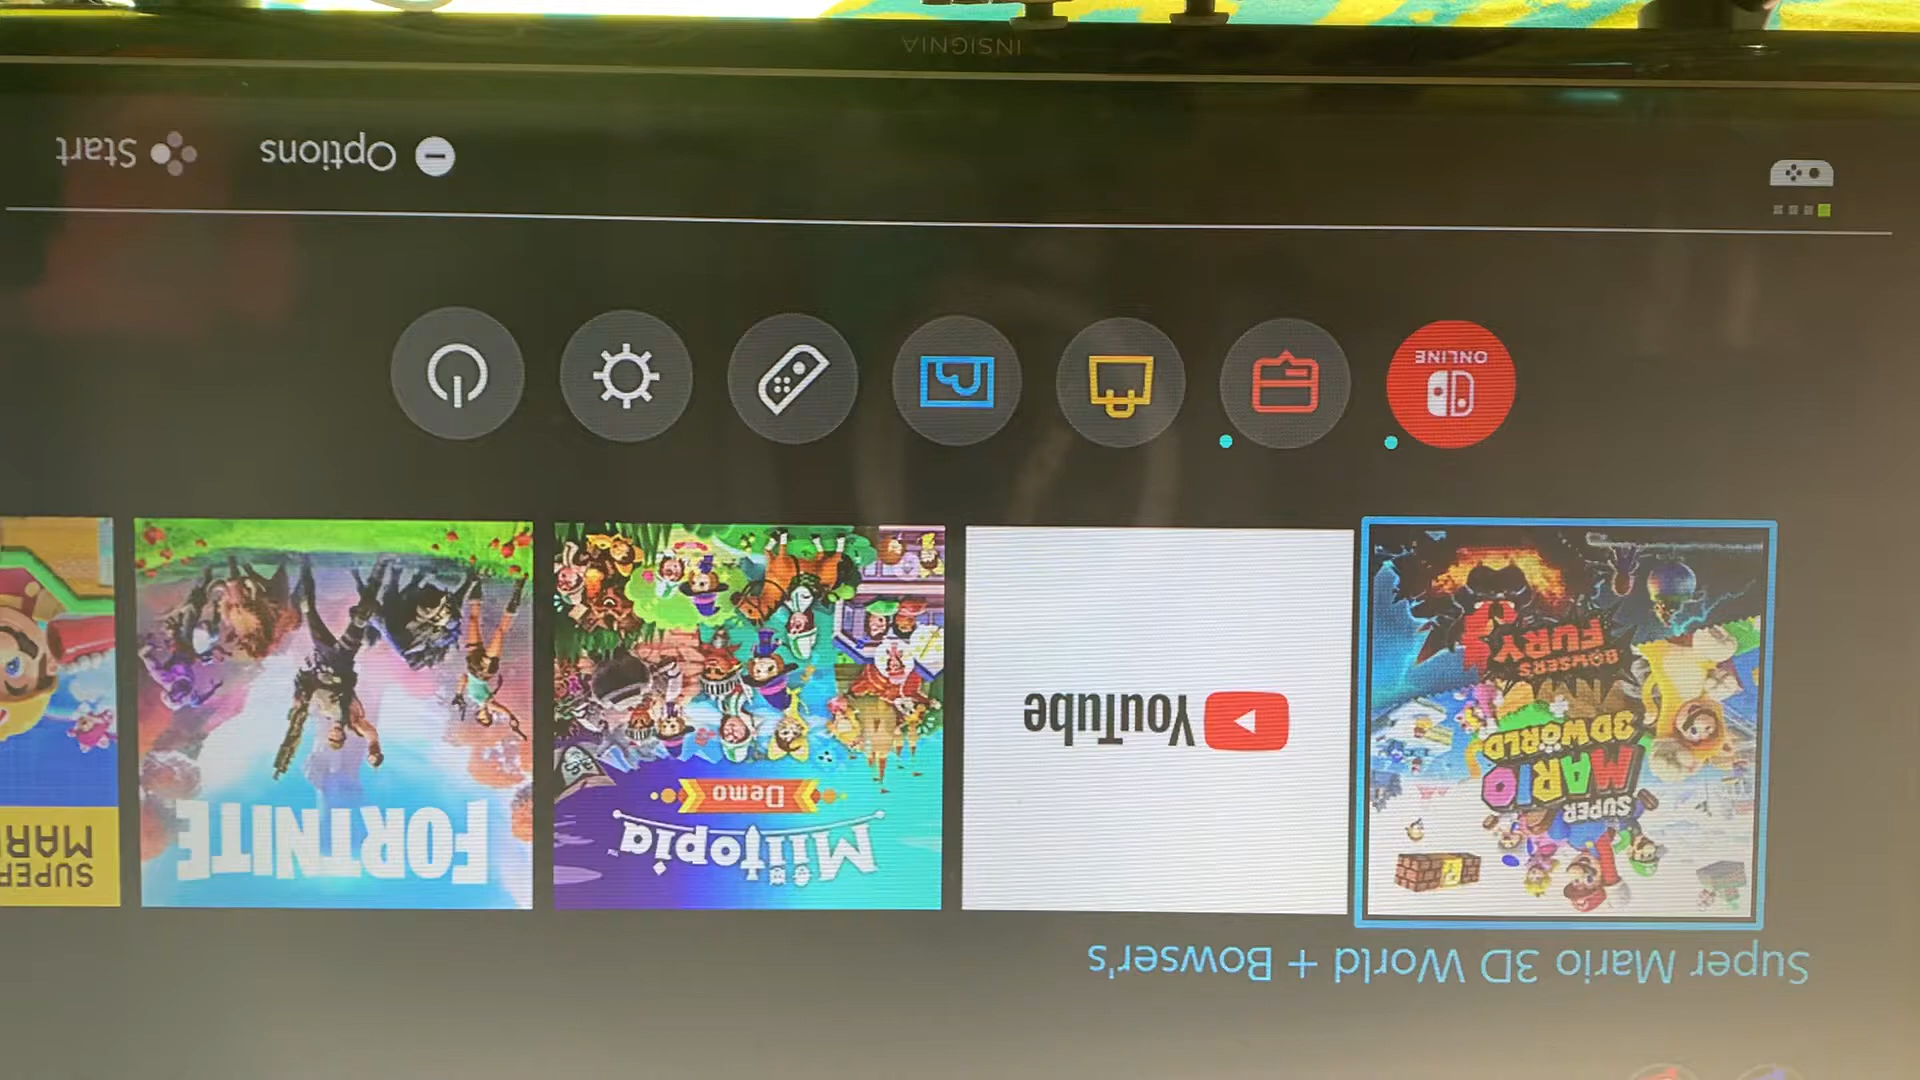 Super Mario 3D World + Bowser's
SUPER
MARIO
3D WORLD
BOWSER'S
FURY
YouTube
Miitopia
Demo
FORTNITE
SUPER
MAR
ONLINE
Options
Start
INSIGNIA